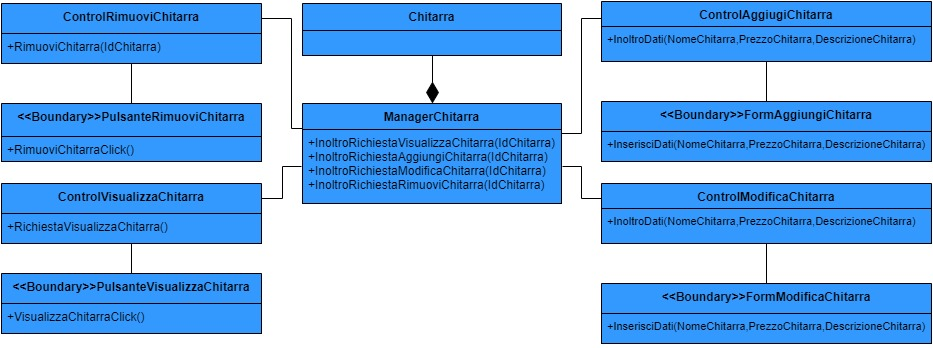 ControlRimuoviChitarra
+RimuoviChitarra(IdChitarra)
<<Boundary>>PulsanteRimuoviChitarra
+RimuoviChitarraClick()
ControlVisualizzaChitarra
+RichiestaVisualizzaChitarra()
<<Boundary>>PulsanteVisualizzaChitarra
+VisualizzaChitarraClick()
Chitarra
ManagerChitarra
+InoltroRichiestaVisualizzaChitarra(IdChitarra)
+InoltroRichiestaAggiungiChitarra(IdChitarra)
+InoltroRichiestaModificaChitarra(IdChitarra)
+InoltroRichiestaRimuoviChitarra(IdChitarra)
ControlAggiugiChitarra
+InoltroDati(NomeChitarra,PrezzoChitarra,DescrizioneChitarra)
<<Boundary>>FormAggiungiChitarra
+InserisciDati(NomeChitarra,PrezzoChitarra,DescrizioneChitarra)
ControlModificaChitarra
+InoltroDati(NomeChitarra,PrezzoChitarra,DescrizioneChitarra)
<<Boundary>>FormModificaChitarra
+InserisciDati(NomeChitarra,PrezzoChitarra,DescrizioneChitarra)